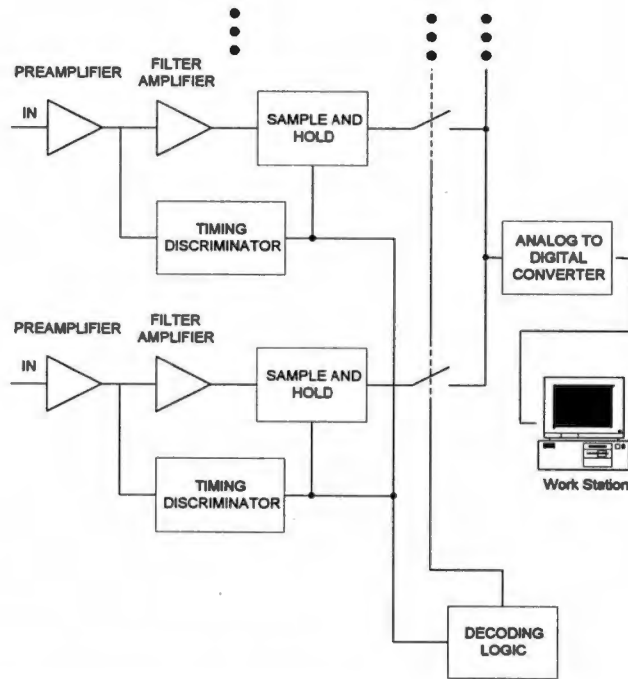 PREAMPLIFIER
FILTER
AMPLIFIER
IN
SAMPLE AND
HOLD
TIMING
DISCRIMINATOR
ANALOG TO
DIGITAL
CONVERTER
PREAMPLIFIER
FILTER
AMPLIFIER
IN
SAMPLE AND
HOLD
TIMING
DISCRIMINATOR
Work Station
DECODING
LOGIC